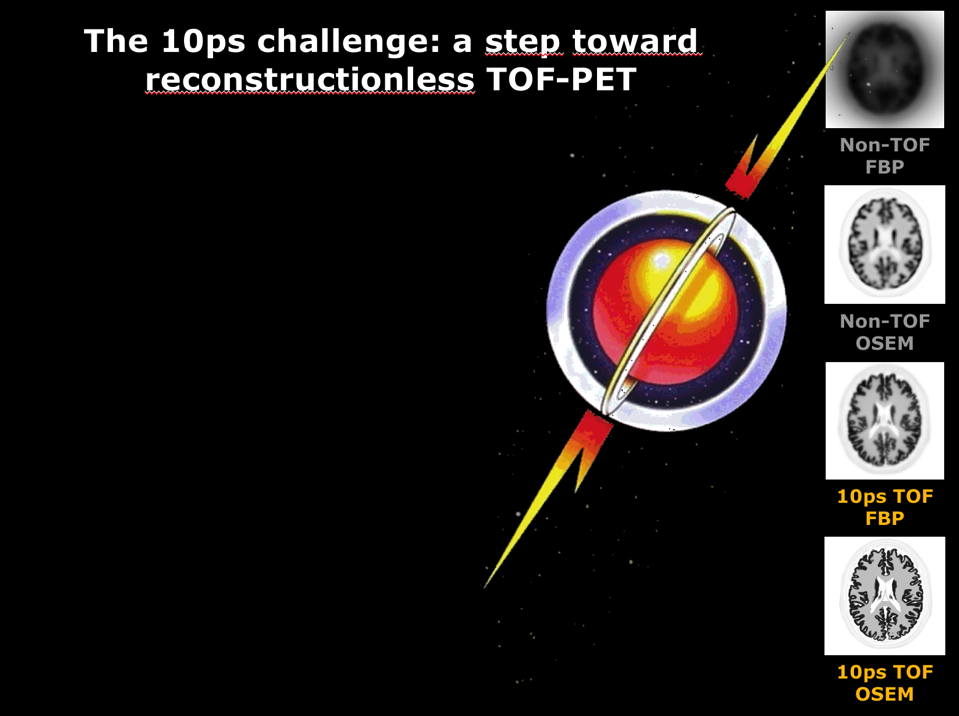 The 10ps challenge: a step toward
reconstructionless TOF-PET
Non-TOF
FBP
Non-TOF
OSEM
10ps TOF
FBP
10ps TOF
OSEM